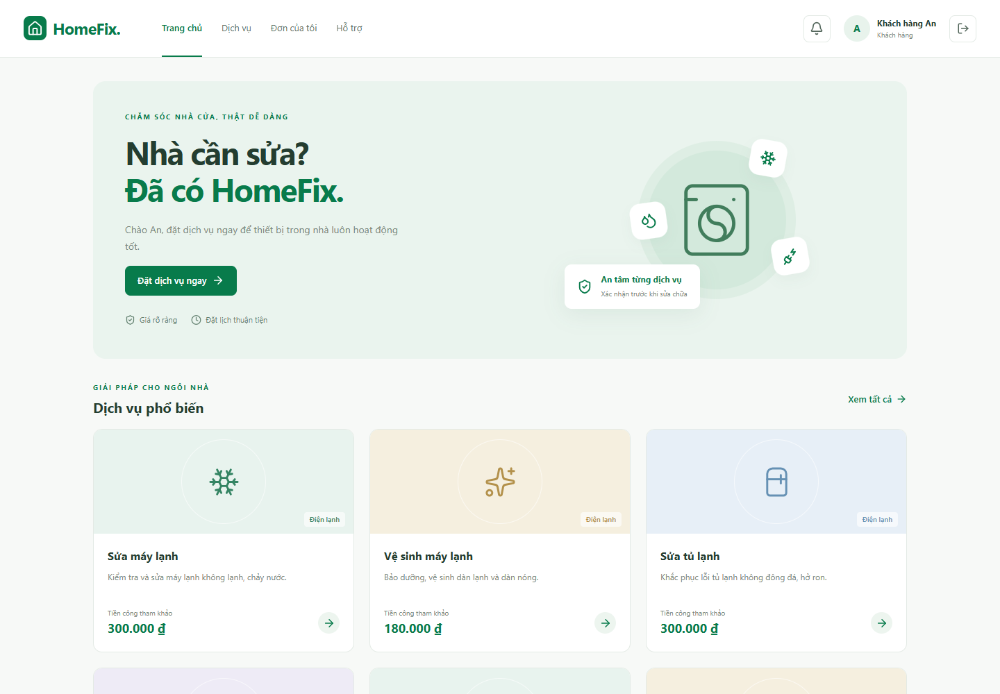 HomeFix.
Trang chủ
Dịch vụ
Đơn của tôi
Hỗ trợ
A
Khách hàng An
Khách hàng
CHĂM SÓC NHÀ CỬA, THẬT DỄ DÀNG
Nhà cần sửa?
Đã có HomeFix.
Chào An, đặt dịch vụ ngay để thiết bị trong nhà luôn hoạt động
tốt.
Đặt dịch vụ ngay
Giá rõ ràng
Đặt lịch thuận tiện
An tâm từng dịch vụ
Xác nhận trước khi sửa chữa
GIẢI PHÁP CHO NGÔI NHÀ
Dịch vụ phổ biến
Xem tất cả
Điện lạnh
Sửa máy lạnh
Kiểm tra và sửa máy lạnh không lạnh, chảy nước.
Tiền công tham khảo
300.000 ₫
Điện lạnh
Vệ sinh máy lạnh
Bảo dưỡng, vệ sinh dàn lạnh và dàn nóng.
Tiền công tham khảo
180.000 ₫
Điện lạnh
Sửa tủ lạnh
Khắc phục lỗi tủ lạnh không đông đá, hở ron.
Tiền công tham khảo
300.000 ₫